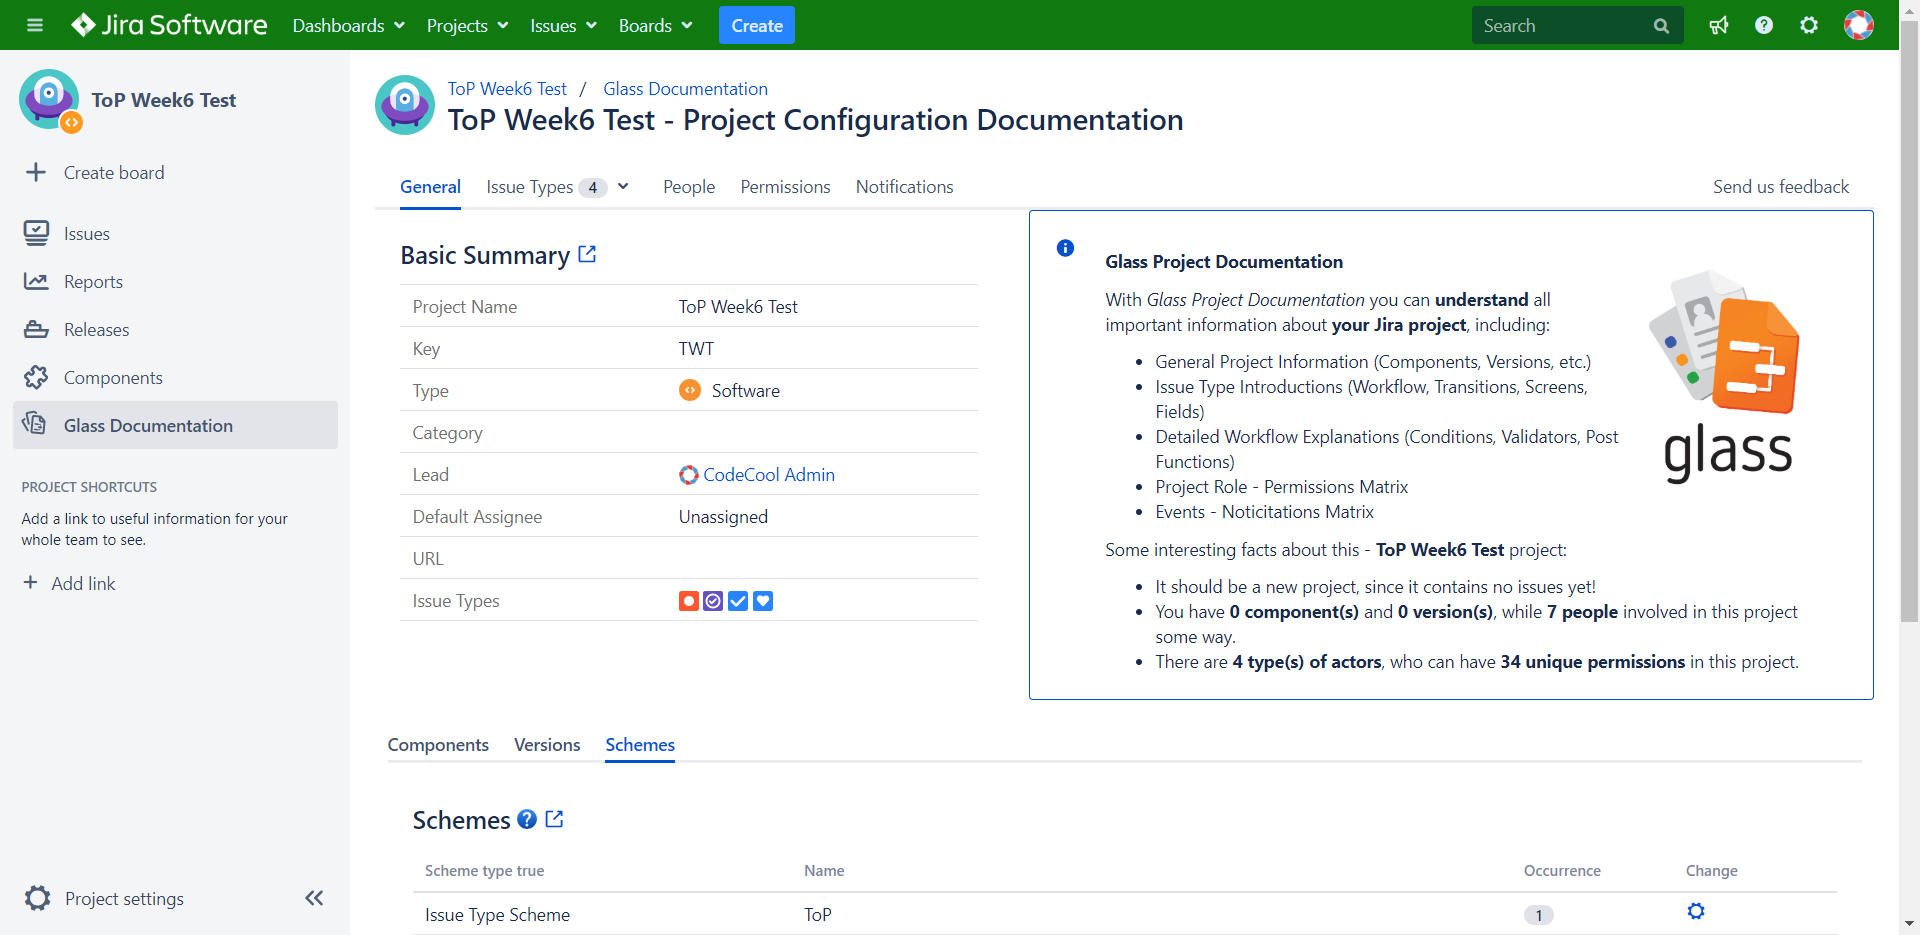 Jira Software Dashboards Projects Issues Boards Create Search
ToP Week6 Test
Create board
Issues
Reports
Releases
Components
Glass Documentation
PROJECT SHORTCUTS
Add a link to useful information for your
whole team to see.
Add link
Project settings
ToP Week6 Test / Glass Documentation
ToP Week6 Test - Project Configuration Documentation
General Issue Types 4 People Permissions Notifications Send us feedback
Basic Summary
Project Name ToP Week6 Test
Key TWT
Type Software
Category
Lead CodeCool Admin
Default Assignee Unassigned
URL
Issue Types
Glass Project Documentation
With Glass Project Documentation you can understand all
important information about your Jira project, including:
• General Project Information (Components, Versions, etc.)
• Issue Type Introductions (Workflow, Transitions, Screens,
Fields)
• Detailed Workflow Explanations (Conditions, Validators, Post
Functions)
• Project Role - Permissions Matrix
• Events - Noticitations Matrix
glass
Some interesting facts about this - ToP Week6 Test project:
• It should be a new project, since it contains no issues yet!
• You have 0 component(s) and 0 version(s), while 7 people involved in this project
some way.
• There are 4 type(s) of actors, who can have 34 unique permissions in this project.
Components Versions Schemes
Schemes
Scheme type true Name Occurrence Change
Issue Type Scheme ToP 1